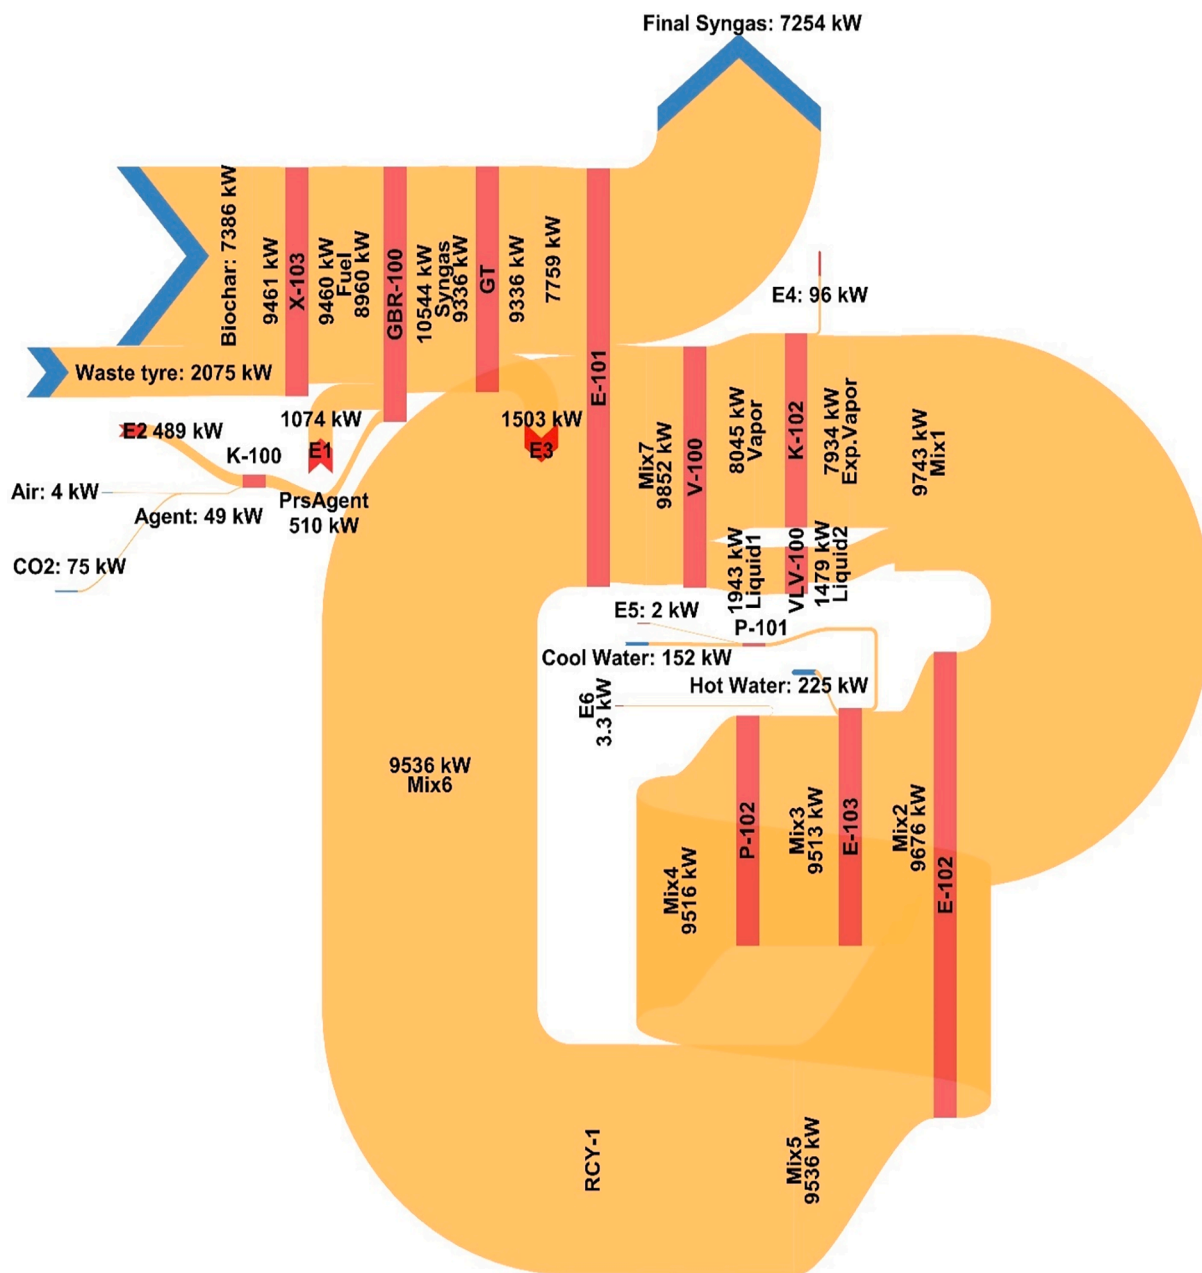 Final Syngas: 7254 kW
Biochar: 7386 kW
9461 kW
X-103
9460 kW
Fuel
8960 kW
GBR-100
10544 kW
Syngas
9336 kW
GT
9336 kW
7759 kW
E-101
E4: 96 kW
Waste tyre: 2075 kW
E2 489 kW
1074 kW
E1
1503 kW
E3
K-100
Air: 4 kW
Agent: 49 kW
PrsAgent
510 kW
CO2: 75 kW
Mix7
9852 kW
V-100
8045 kW
Vapor
K-102
7934 kW
Exp.Vapor
9743 kW
Mix1
1943 kW
Liquid1
VLV-100
1479 kW
Liquid2
E5: 2 kW
P-101
Cool Water: 152 kW
Hot Water: 225 kW
E6
3.3 kW
9536 kW
Mix6
Mix4
9516 kW
P-102
Mix3
9513 kW
E-103
Mix2
9676 kW
E-102
RCY-1
Mix5
9536 kW